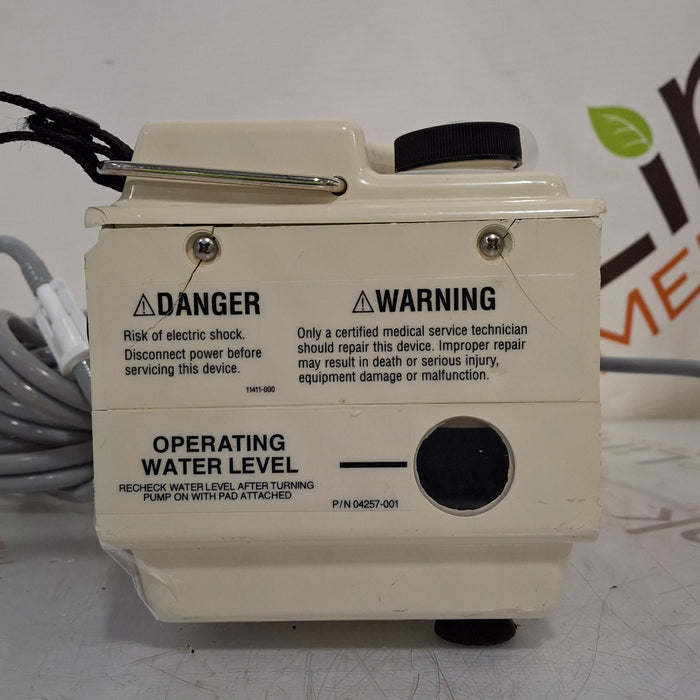 ⚠DANGER
Risk of electric shock.
Disconnect power before
servicing this device.
11411-000
⚠WARNING
Only a certified medical service technician
should repair this device. Improper repair
may result in death or serious injury,
equipment damage or malfunction.
OPERATING
WATER LEVEL
RECHECK WATER LEVEL AFTER TURNING
PUMP ON WITH PAD ATTACHED
P/N 04257-001